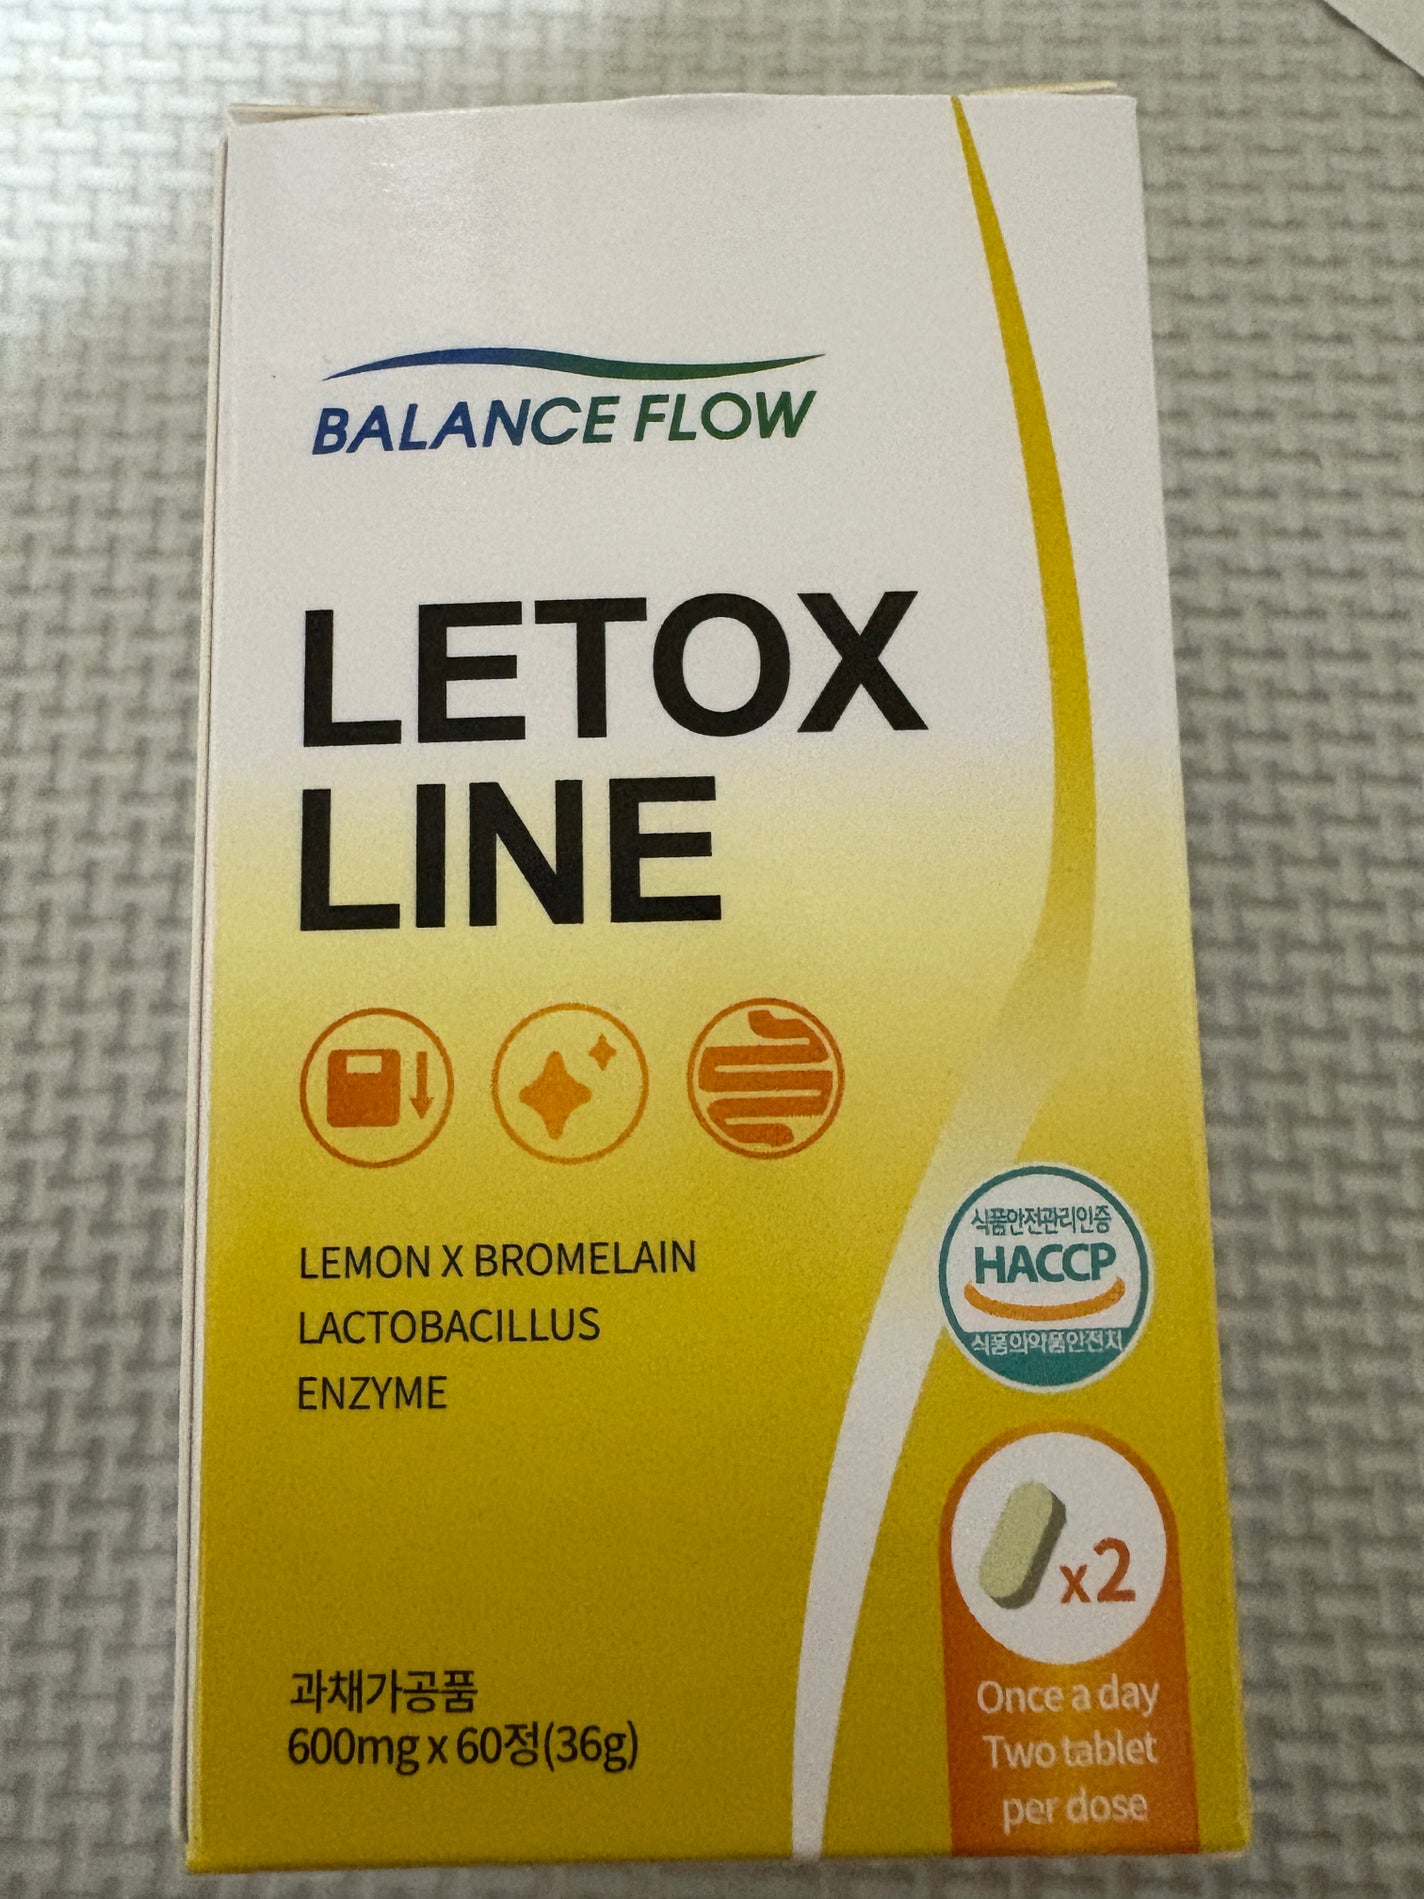 BALANCE FLOW
LETOX
LINE
LEMON X BROMELAIN
LACTOBACILLUS
ENZYME
식품안전관리인증
HACCP
식품의약품안전처
x2
Once a day
Two tablet
per dose
과채가공품
600mg x 60정(36g)